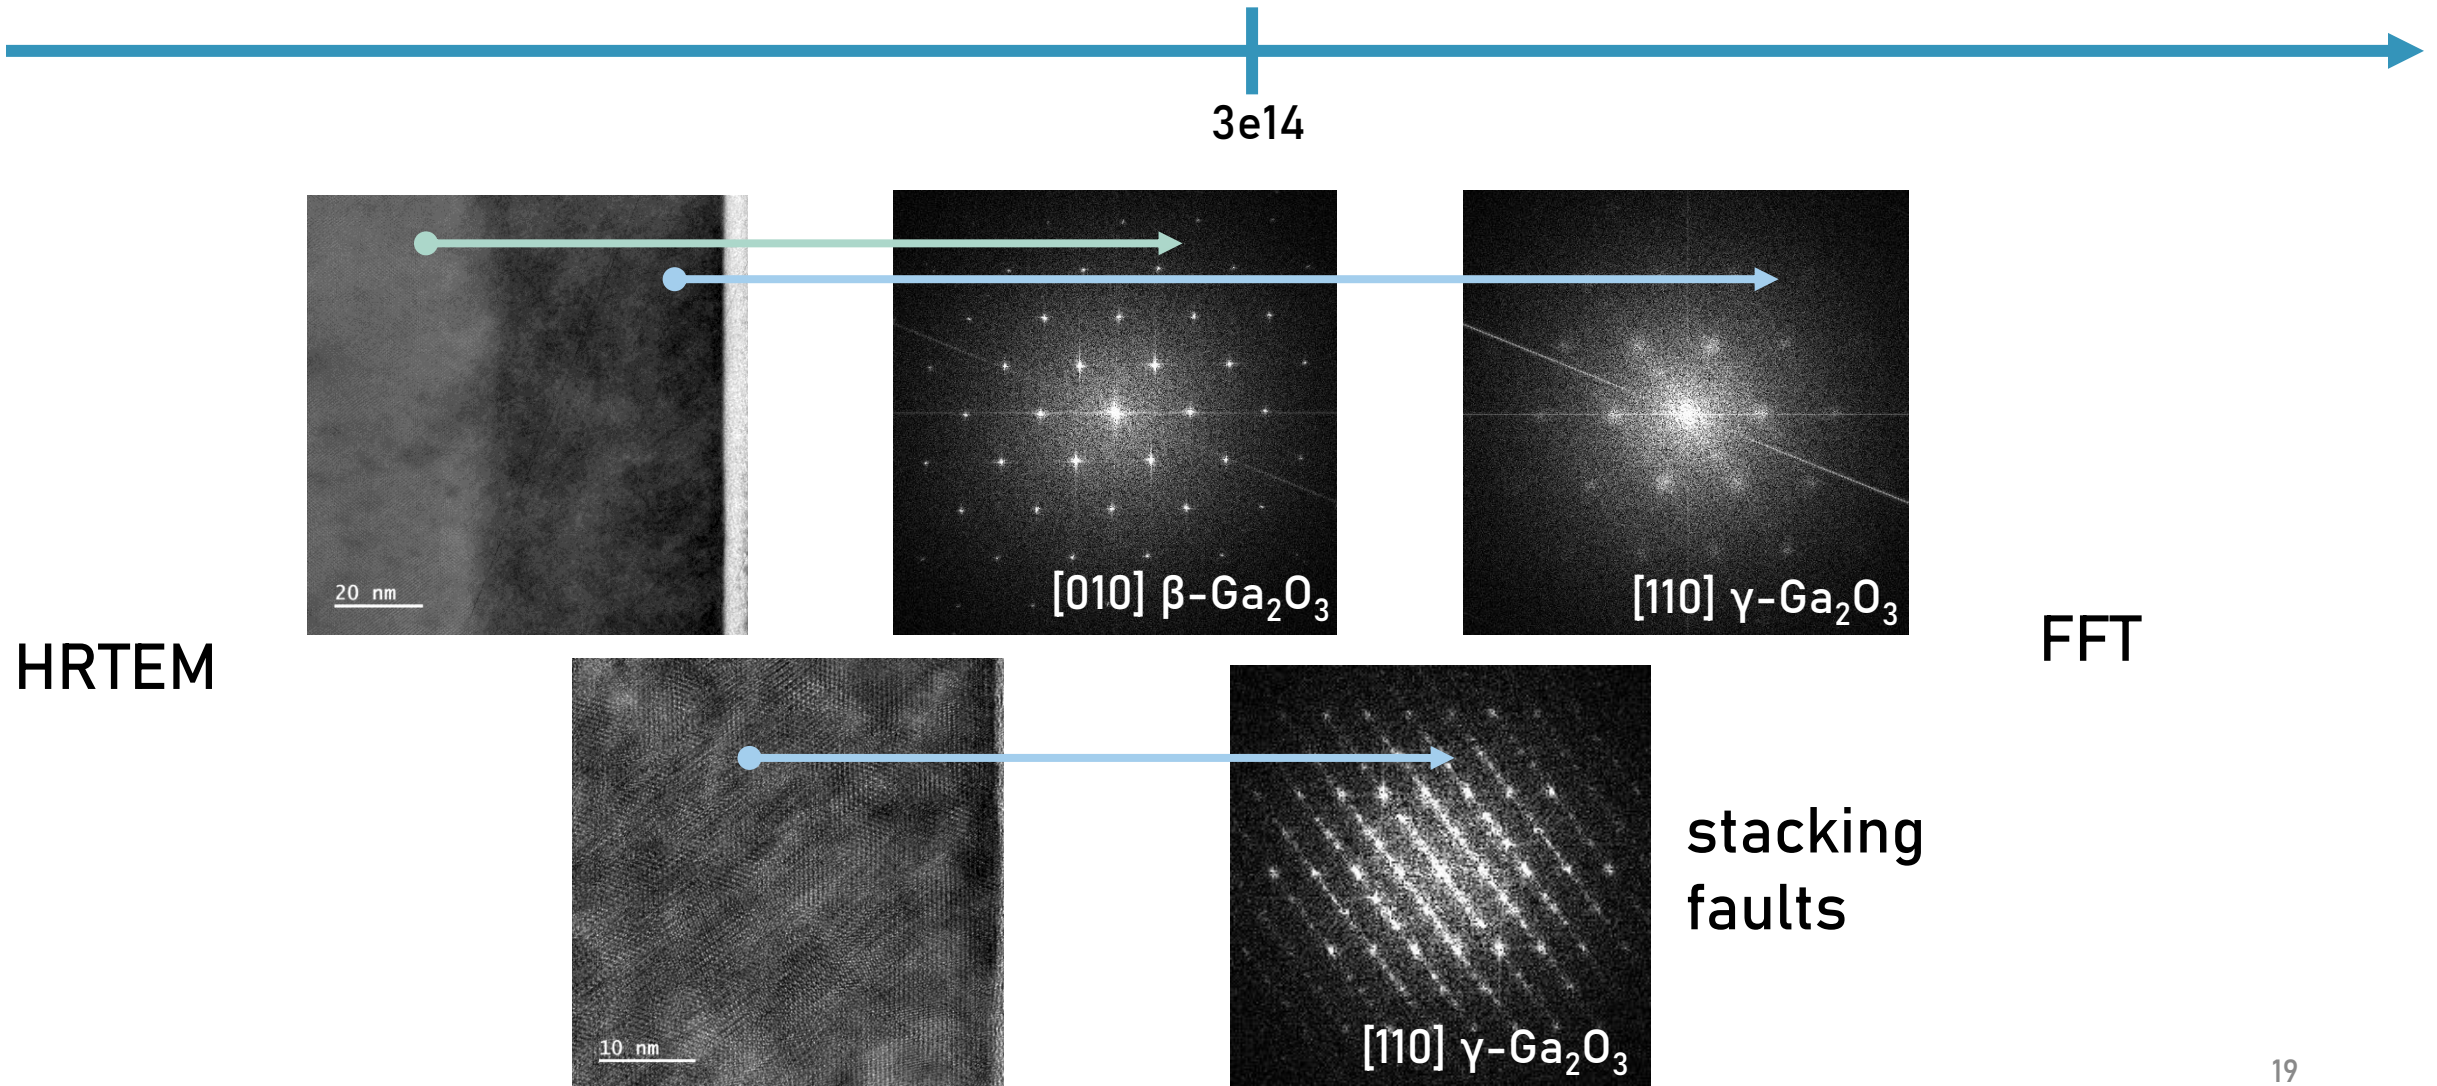 3e14
20 nm
[010] β-Ga₂O₃
[110] γ-Ga₂O₃
HRTEM
FFT
10 nm
[110] γ-Ga₂O₃
stacking
faults
19